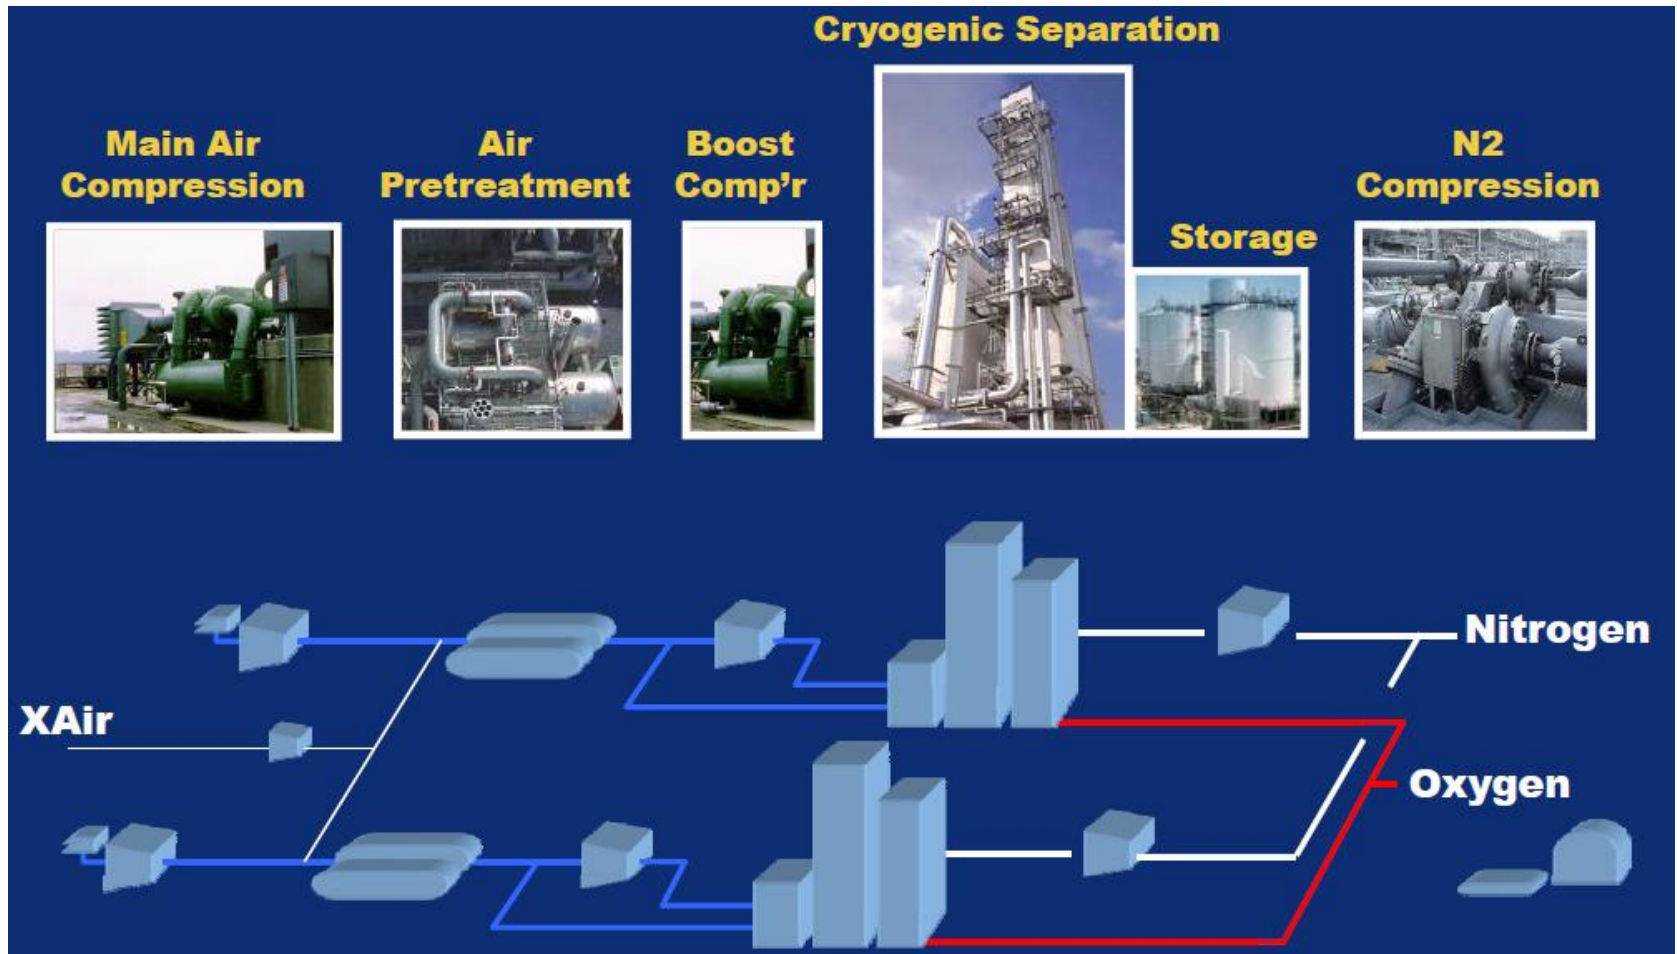 Cryogenic Separation
Main Air
Compression
Air
Pretreatment
Boost
Comp'r
Storage
N2
Compression
Nitrogen
XAir
Oxygen